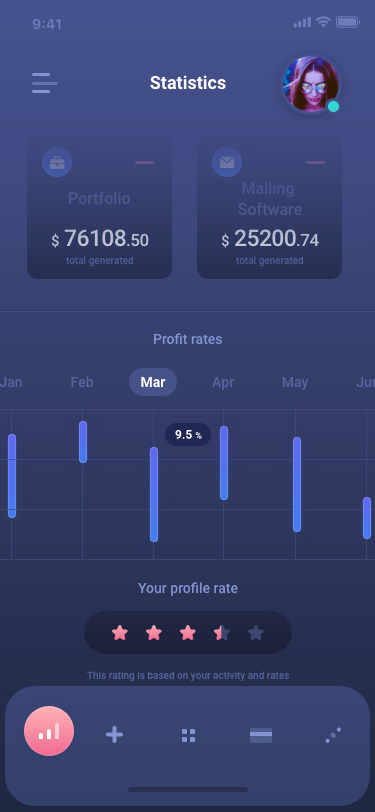 9:41
Statistics
Portfolio
$ 76108.50
total generated
Mailing
Software
$ 25200.74
total generated
Profit rates
Jan Feb Mar Apr May Jun
9.5 %
Your profile rate
This rating is based on your activity and rates